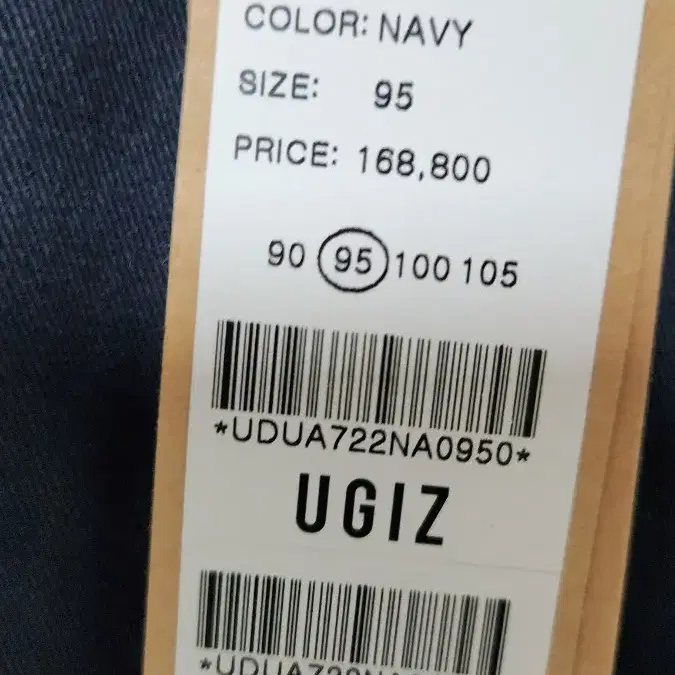 COLOR: NAVY
SIZE: 95
PRICE: 168,800
90 95 100 105
*UDUA722NA0950*
UGIZ